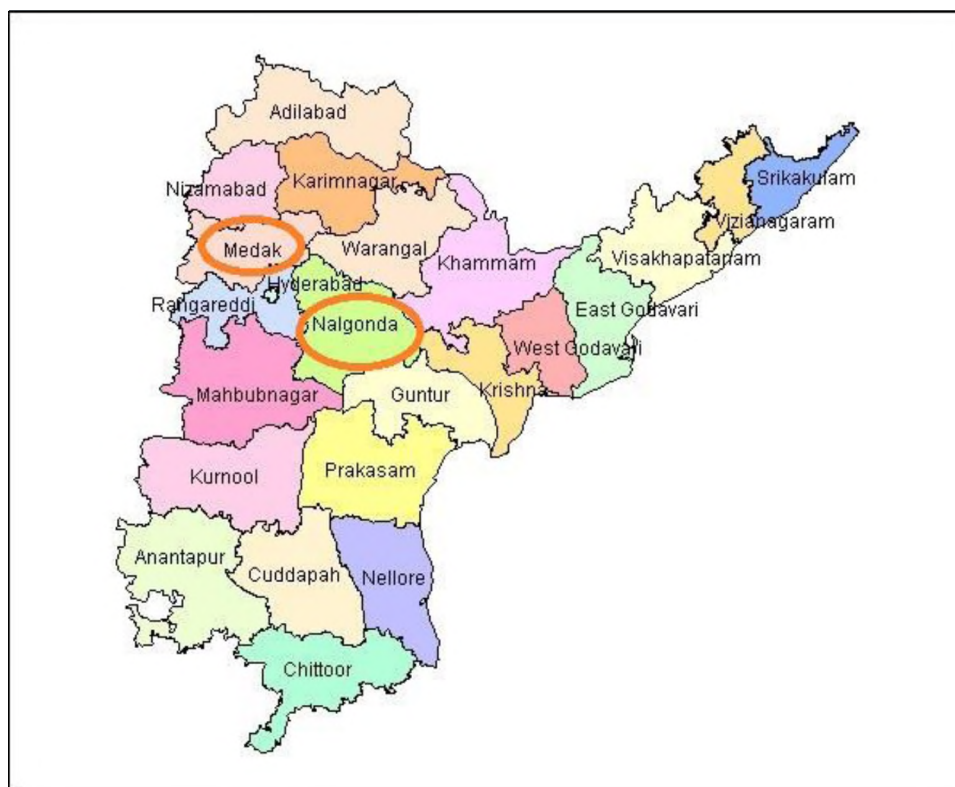 Adilabad
Nizamabad
Karimnagar
Medak
Warangal
Hyderabad
Khammam
Rangareddi
Nalgonda
Srikakulam
Vizianagaram
Visakhapatanam
East Godavari
West Godavari
Mahbubnagar
Guntur
Krishna
Kurnool
Prakasam
Anantapur
Cuddapah
Nellore
Chittoor